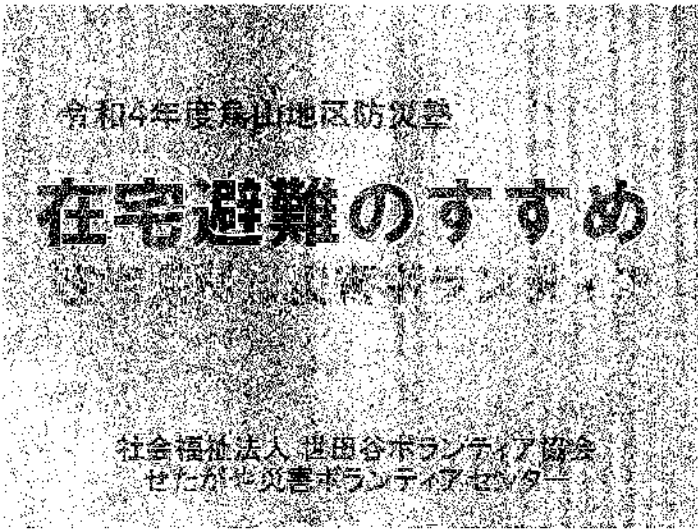 令和4年度烏山地区防災塾
在宅避難のすすめ
社会福祉法人 世田谷ボランティア協会
せたがや災害ボランティアセンター